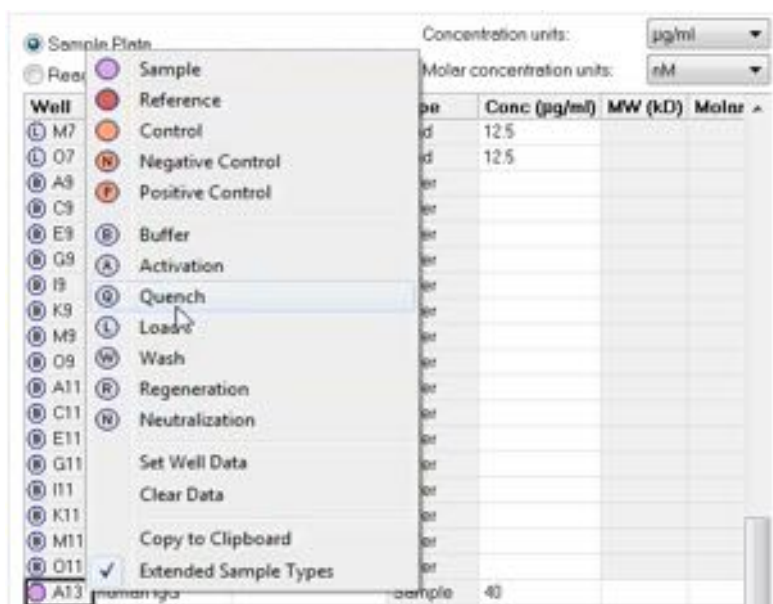 Sample Plate Concentration units: µg/ml
Molar concentration units: nM
Well Conc (µg/ml) MW (kD) Molar
Sample
Reference
Control
Negative Control
Positive Control
Buffer
Activation
Quench
Wash
Regeneration
Neutralization
Set Well Data
Clear Data
Copy to Clipboard
Extended Sample Types
L M7 12.5
L O7 12.5
B A9
B C9
B E9
B G9
B I9
B K9
B M9
B O9
B A11
B C11
B E11
B G11
B I11
B K11
B M11
B O11
A13 Human IgG Sample 40